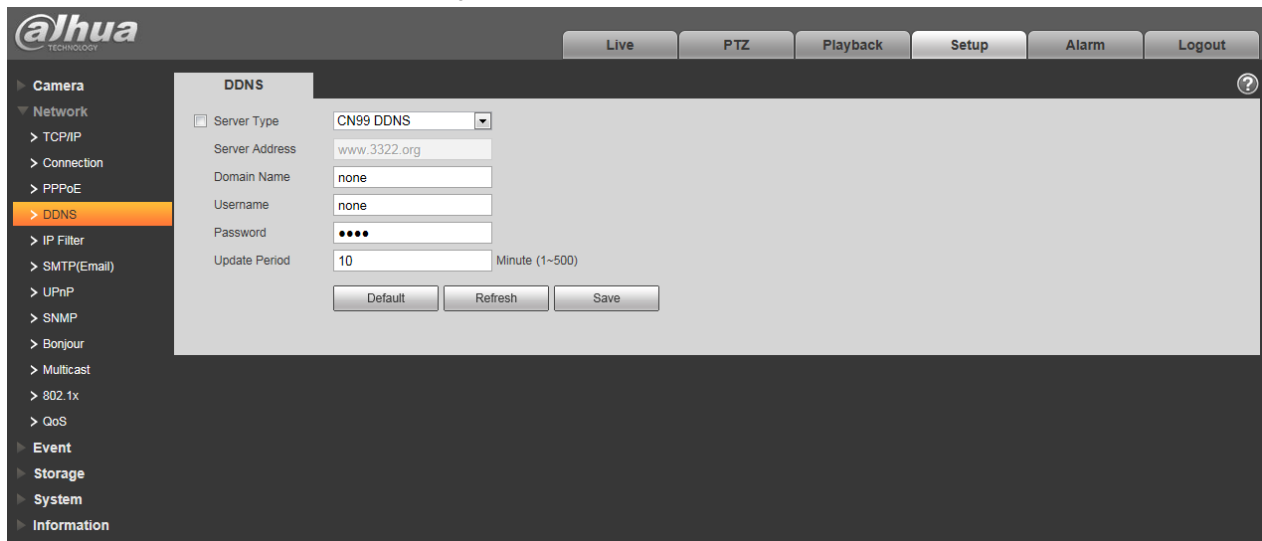 alhua
TECHNOLOGY
Live PTZ Playback Setup Alarm Logout
Camera
DDNS
?
Network
> TCP/IP
> Connection
> PPPoE
> DDNS
> IP Filter
> SMTP(Email)
> UPnP
> SNMP
> Bonjour
> Multicast
> 802.1x
> QoS
Event
Storage
System
Information
Server Type CN99 DDNS
Server Address www.3322.org
Domain Name none
Username none
Password ●●●●
Update Period 10 Minute (1~500)
Default Refresh Save